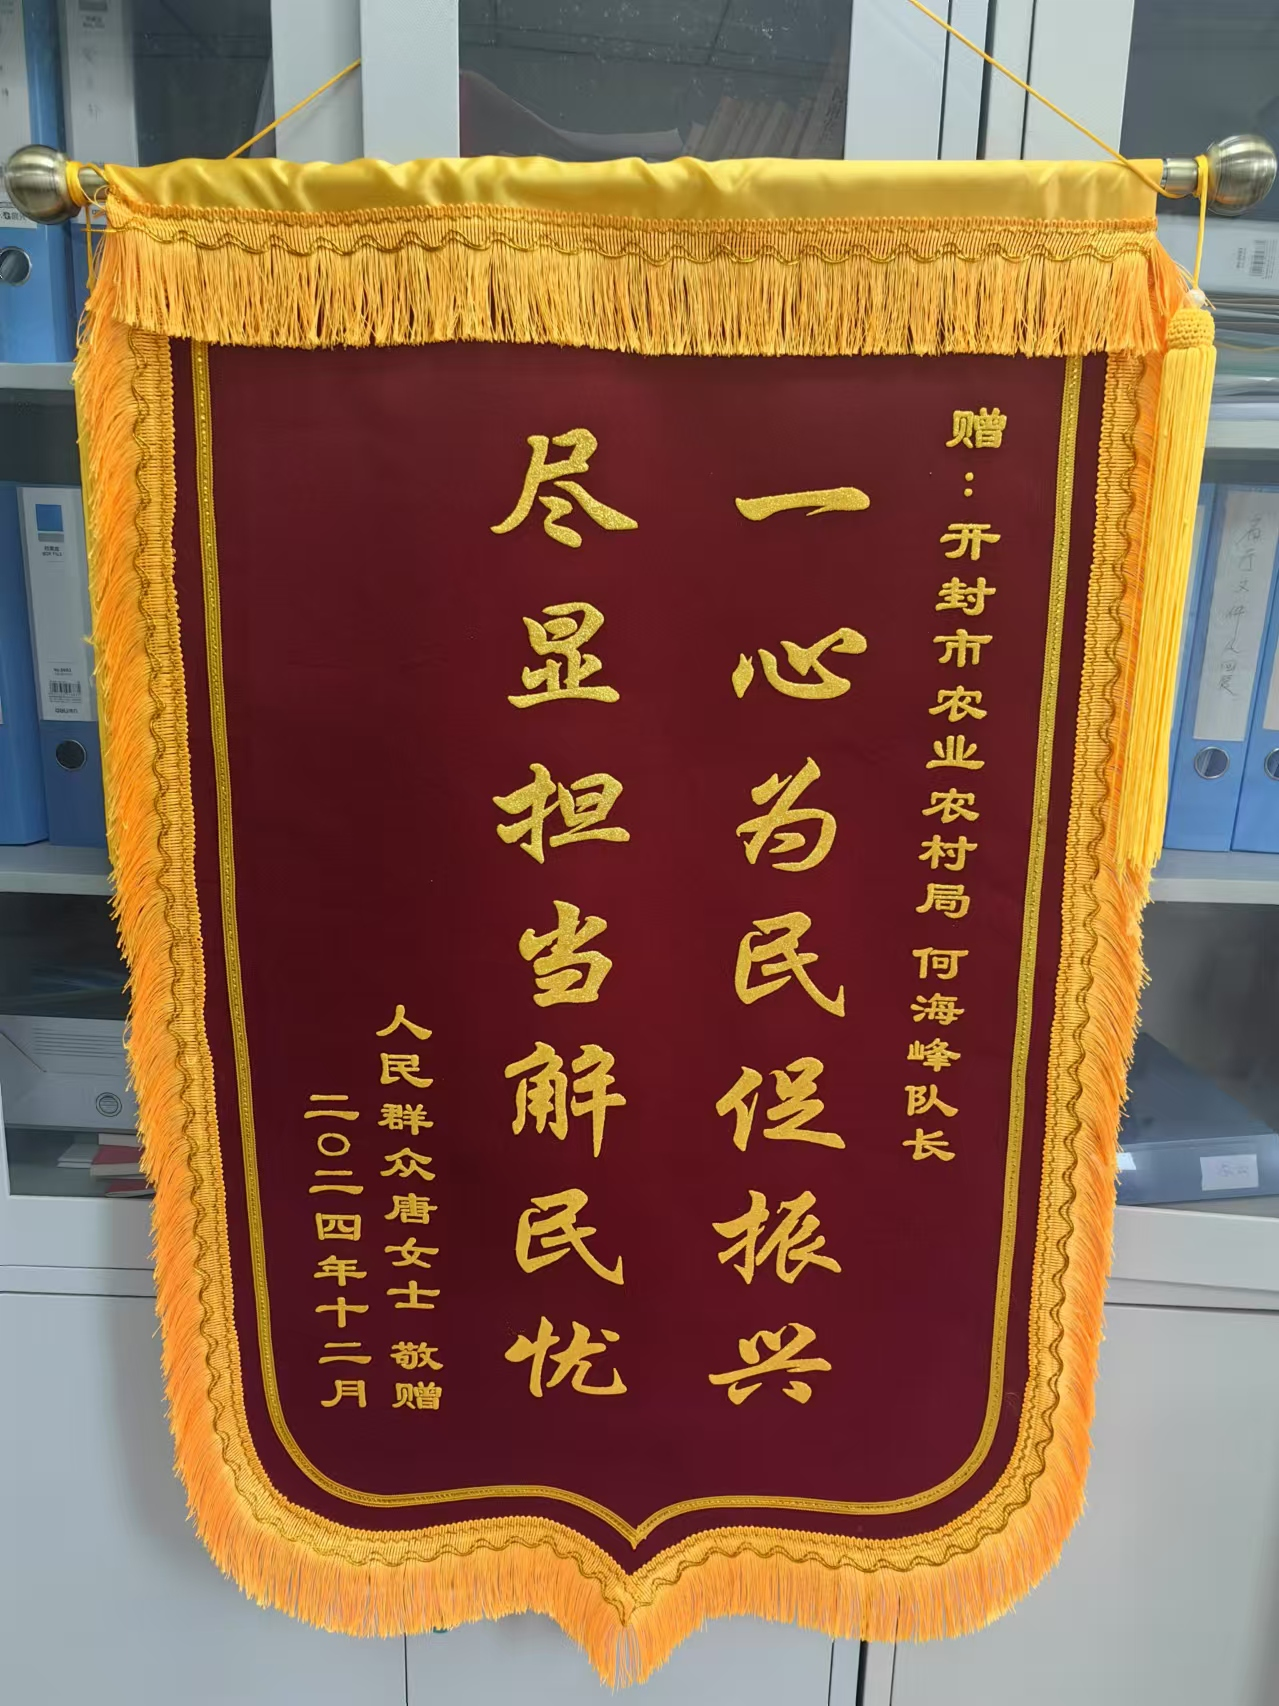 赠：开封市农业农村局 何海峰队长
一心为民促振兴
尽显担当解民忧
人民群众唐女士 敬赠
二〇二四年十二月